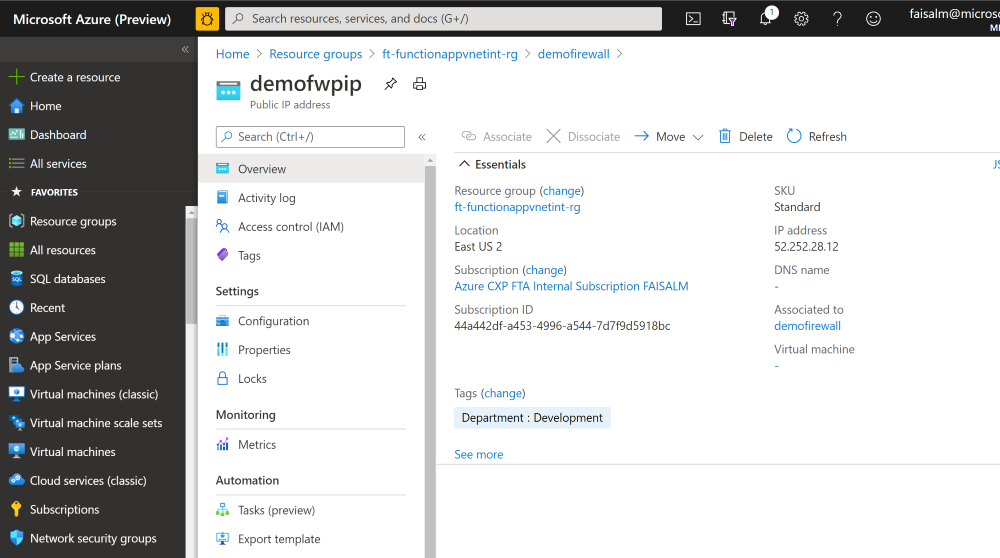 Microsoft Azure (Preview)
Search resources, services, and docs (G+/)
1
faisalm@micros
«
Create a resource
Home
Dashboard
All services
FAVORITES
Resource groups
All resources
SQL databases
Recent
App Services
App Service plans
Virtual machines (classic)
Virtual machine scale sets
Virtual machines
Cloud services (classic)
Subscriptions
Network security groups
Home > Resource groups > ft-functionappvnetint-rg > demofirewall >
demofwpip
Public IP address
Search (Ctrl+/)
«
Overview
Activity log
Access control (IAM)
Tags
Settings
Configuration
Properties
Locks
Monitoring
Metrics
Automation
Tasks (preview)
Export template
Associate
Dissociate
Move
Delete
Refresh
Essentials
JS
Resource group (change)
ft-functionappvnetint-rg
Location
East US 2
Subscription (change)
Azure CXP FTA Internal Subscription FAISALM
Subscription ID
44a442df-a453-4996-a544-7d7f9d5918bc
SKU
Standard
IP address
52.252.28.12
DNS name
-
Associated to
demofirewall
Virtual machine
-
Tags (change)
Department : Development
See more